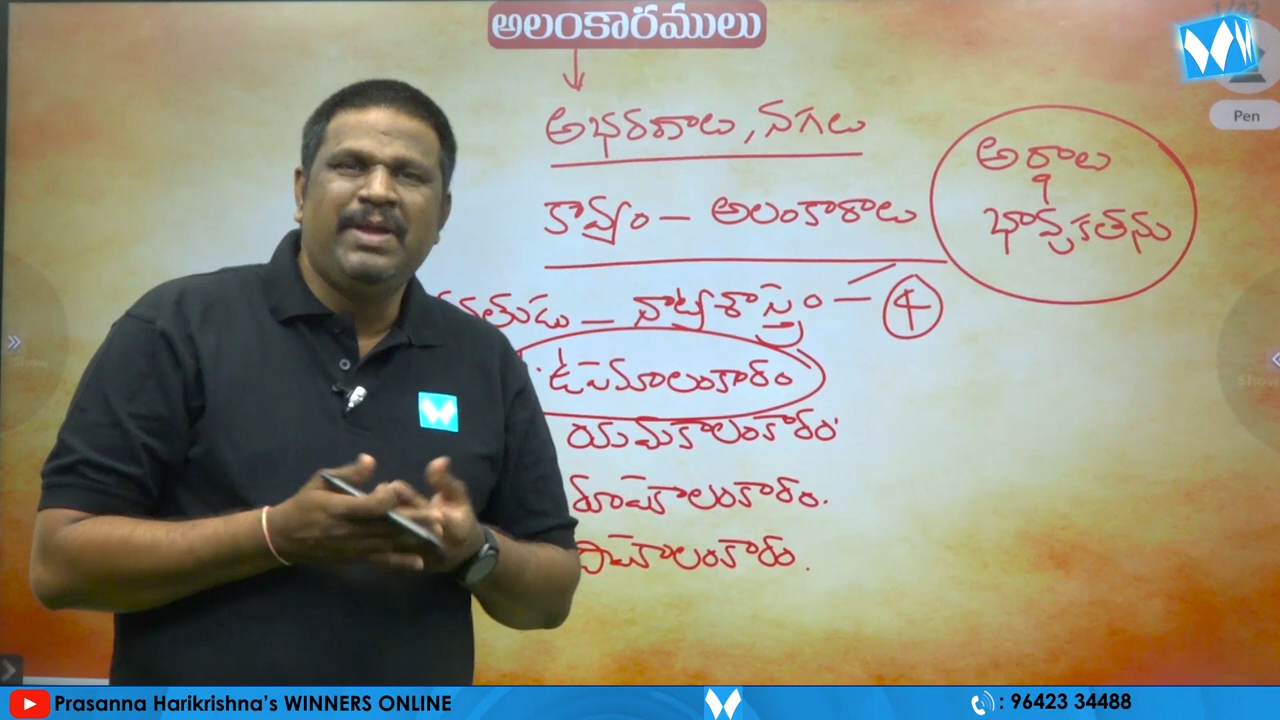 అలంకారములు
Pen
అభరణాలు, నగలు
అర్థాల
కావ్యం – అలంకారాలు
భావుకతను
నాట్యశాస్త్రం – 4
ఉపమాలంకారం
యమకాలంకారం
రూపకాలంకారం.
దీపకాలంకారం.
Prasanna Harikrishna's WINNERS ONLINE
: 96423 34488